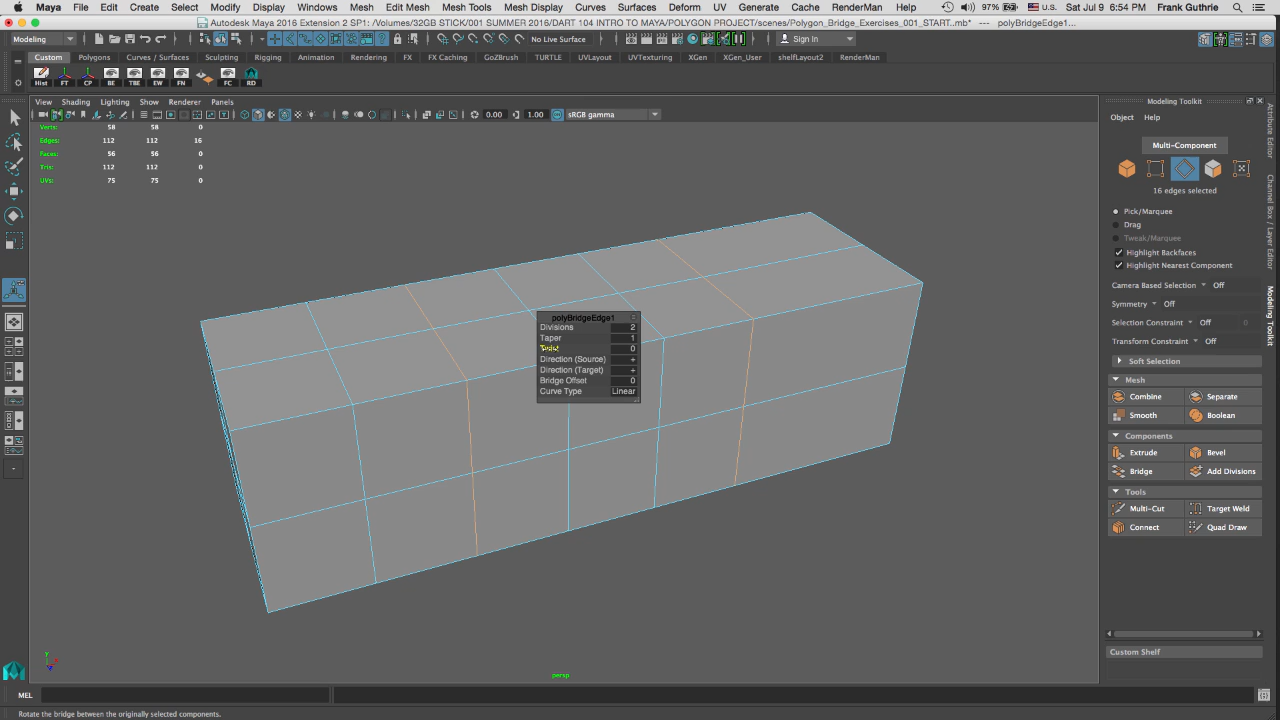 Maya File Edit Create Select Modify Display Windows Mesh Edit Mesh Mesh Tools Mesh Display Curves Surfaces Deform UV Generate Cache RenderMan Help 97% U.S. Sat Jul 9 6:54 PM Frank Guthrie
Autodesk Maya 2016 Extension 2 SP1: /Volumes/32GB STICK/001 SUMMER 2016/DART 104 INTRO TO MAYA/POLYGON PROJECT/scenes/Polygon_Bridge_Exercises_001_START..mb* --- polyBridgeEdge1...
Modeling No Live Surface Sign In
Custom Polygons Curves / Surfaces Sculpting Rigging Animation Rendering FX FX Caching GoZBrush TURTLE UVLayout UVTexturing XGen XGen_User shelfLayout2 RenderMan
Hist FT CP BE TBE EW FN FC RD
View Shading Lighting Show Renderer Panels
0.00 1.00 sRGB gamma
Verts: 58 58 0
Edges: 112 112 16
Faces: 56 56 0
Tris: 112 112 0
UVs: 75 75 0
polyBridgeEdge1
Divisions 2
Taper 1
Twist 0
Direction (Source) +
Direction (Target) +
Bridge Offset 0
Curve Type Linear
persp
Modeling Toolkit
Object Help
Multi-Component
16 edges selected
Pick/Marquee
Drag
Tweak/Marquee
Highlight Backfaces
Highlight Nearest Component
Camera Based Selection Off
Symmetry Off
Selection Constraint Off 0
Transform Constraint Off
Soft Selection
Mesh
Combine Separate
Smooth Boolean
Components
Extrude Bevel
Bridge Add Divisions
Tools
Multi-Cut Target Weld
Connect Quad Draw
Custom Shelf
Attribute Editor
Channel Box / Layer Editor
Modeling Toolkit
MEL
Rotate the bridge between the originally selected components.